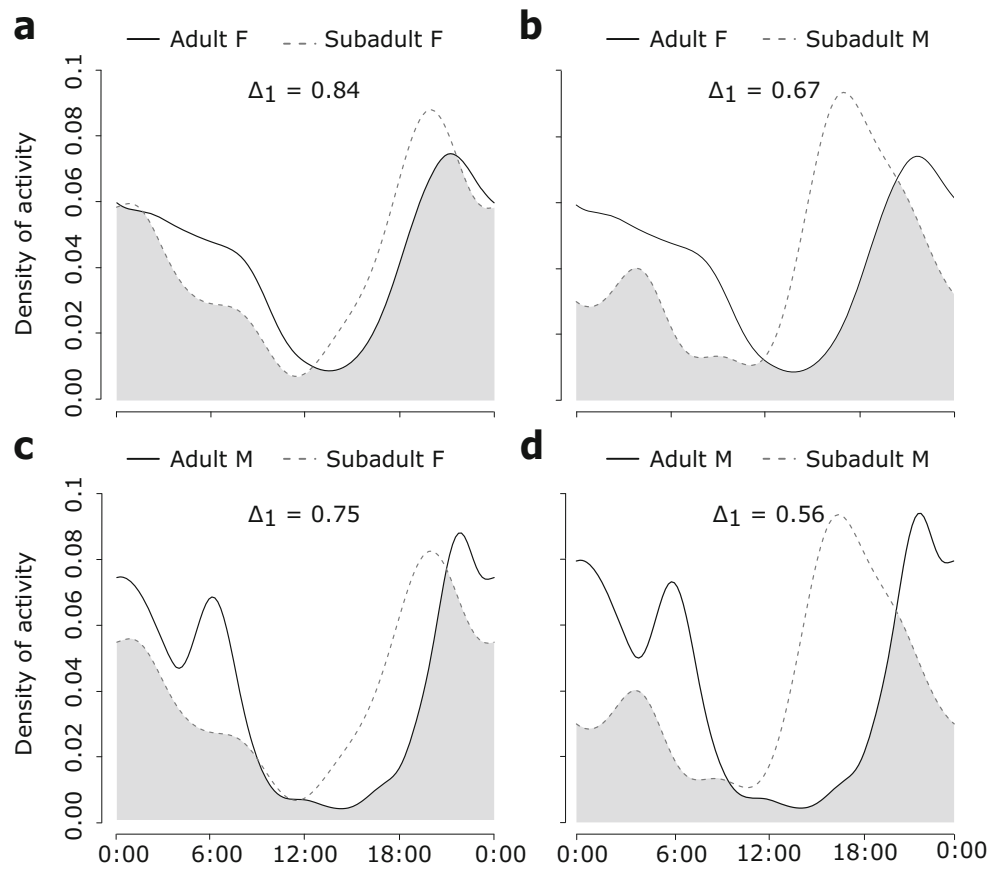 a
Adult F Subadult F
Δ1 = 0.84
Density of activity
0.1
0.08
0.06
0.04
0.02
0.00
b
Adult F Subadult M
Δ1 = 0.67
c
Adult M Subadult F
Δ1 = 0.75
Density of activity
0.1
0.08
0.06
0.04
0.02
0.00
0:00 6:00 12:00 18:00 0:00
d
Adult M Subadult M
Δ1 = 0.56
0:00 6:00 12:00 18:00 0:00